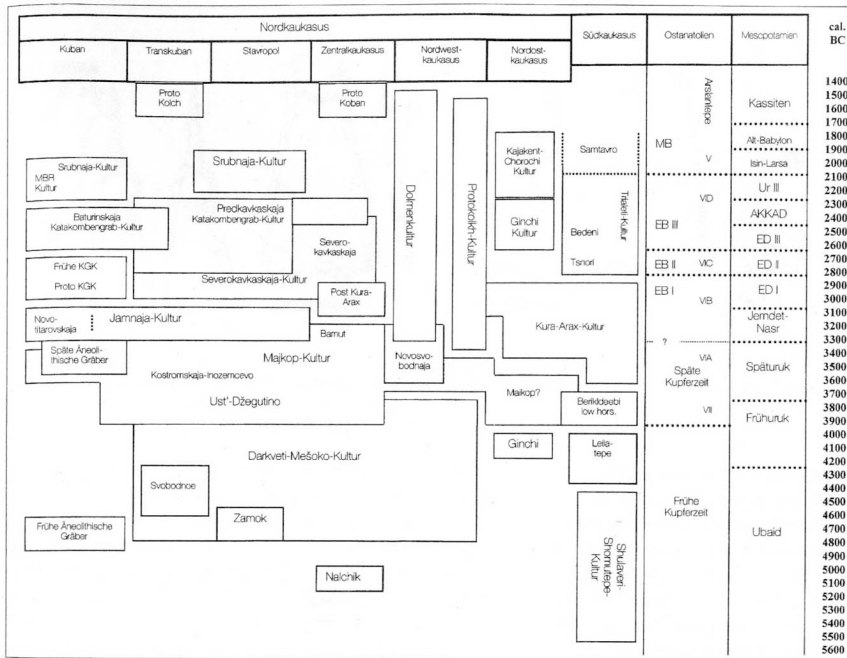 Nordkaukasus
Südkaukasus
Ostanatolien
Mesopotamien
cal.
BC
Kuban
Transkuban
Stavropol
Zentralkaukasus
Nordwest-
kaukasus
Nordost-
kaukasus
Proto
Kolch
Proto
Koban
Srubnaja-Kultur
MBR
Kultur
Srubnaja-Kultur
Baturinskaja
Katakombengrab-Kultur
Predkavkaskaja
Katakombengrab-Kultur
Severo-
kavkaskaja
Frühe KGK
Proto KGK
Severokavkaskaja-Kultur
Post Kura-
Arax
Novo-
titarovskaja
Jamnaja-Kultur
Bamut
Späte Äneoli-
thische Gräber
Majkop-Kultur
Kostromskaja-Inozemcevo
Ust'-Džegutino
Novosvo-
bodnaja
Dolmenkultur
Protokolkh-Kultur
Kajakent-
Chorochi
Kultur
Ginchi
Kultur
Samtavro
Trialeti-Kultur
Bedeni
Tsnori
Kura-Arax-Kultur
Maikop?
Berikldeebi
low hors.
Ginchi
Leila-
tepe
Darkveti-Mešoko-Kultur
Svobodnoe
Zamok
Frühe Äneolithische
Gräber
Nalchik
Shulaveri-
Shomutepe-
Kultur
Arslantepe
MB
V
VID
EB III
EB II
VIC
EB I
VIB
?
VIA
Späte
Kupferzeit
VII
Frühe
Kupferzeit
Kassiten
Alt-Babylon
Isin-Larsa
Ur III
AKKAD
ED III
ED II
ED I
Jemdet-
Nasr
Späturuk
Frühuruk
Ubaid
1400
1500
1600
1700
1800
1900
2000
2100
2200
2300
2400
2500
2600
2700
2800
2900
3000
3100
3200
3300
3400
3500
3600
3700
3800
3900
4000
4100
4200
4300
4400
4500
4600
4700
4800
4900
5000
5100
5200
5300
5400
5500
5600